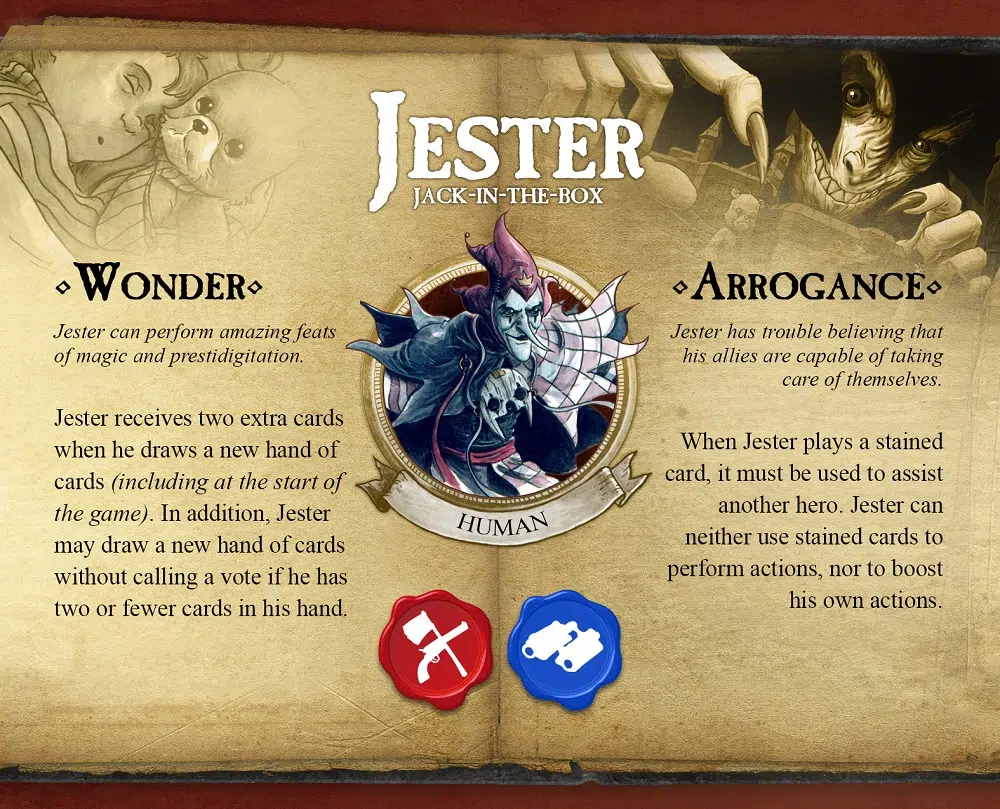 JESTER
JACK-IN-THE-BOX
WONDER
Jester can perform amazing feats
of magic and prestidigitation.
Jester receives two extra cards
when he draws a new hand of
cards (including at the start of
the game). In addition, Jester
may draw a new hand of cards
without calling a vote if he has
two or fewer cards in his hand.
HUMAN
ARROGANCE
Jester has trouble believing that
his allies are capable of taking
care of themselves.
When Jester plays a stained
card, it must be used to assist
another hero. Jester can
neither use stained cards to
perform actions, nor to boost
his own actions.